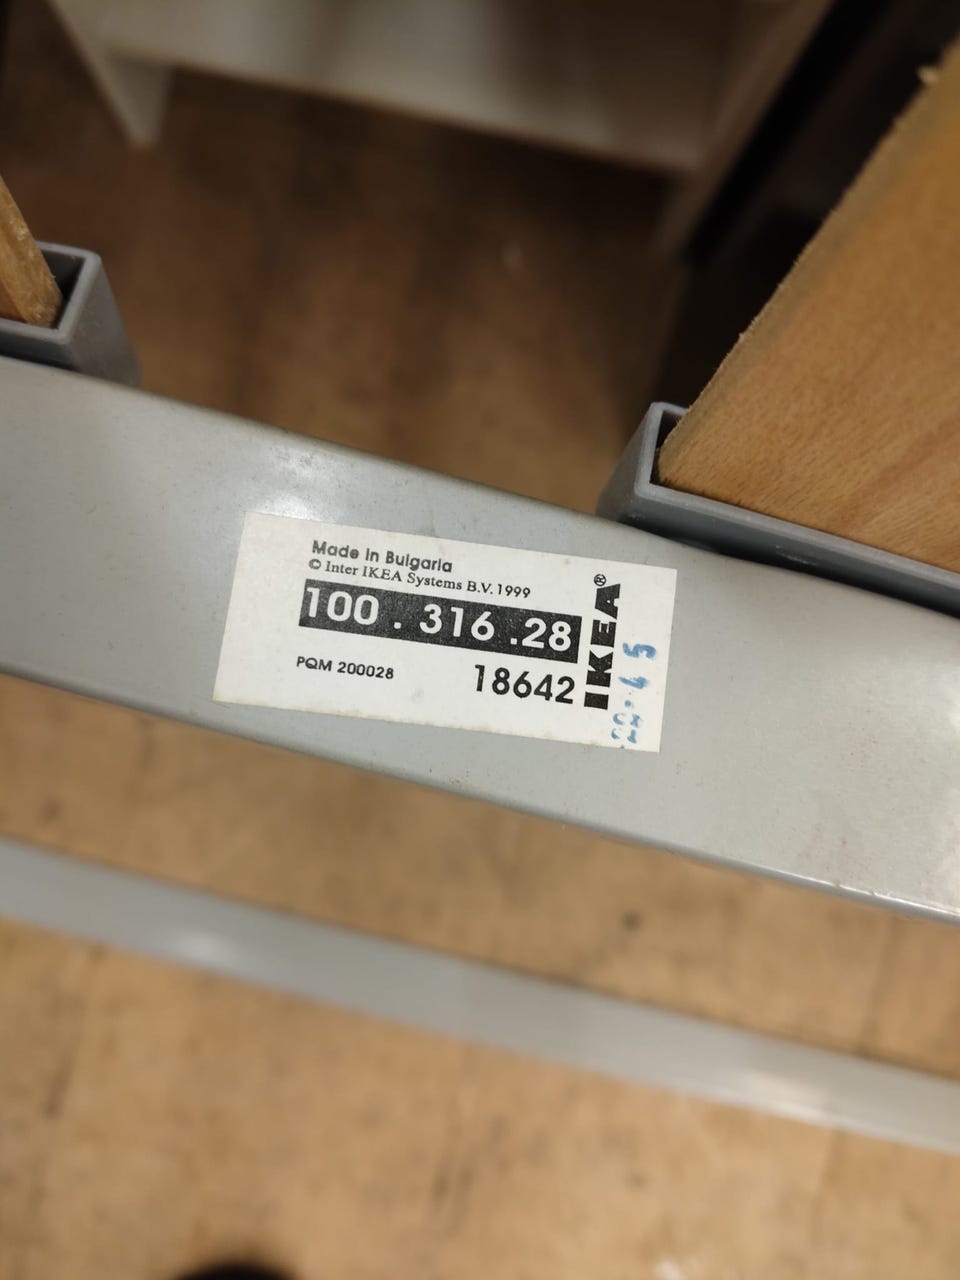 Made in Bulgaria
© Inter IKEA Systems B.V. 1999
100 . 316 .28
PQM 200028
18642
IKEA®